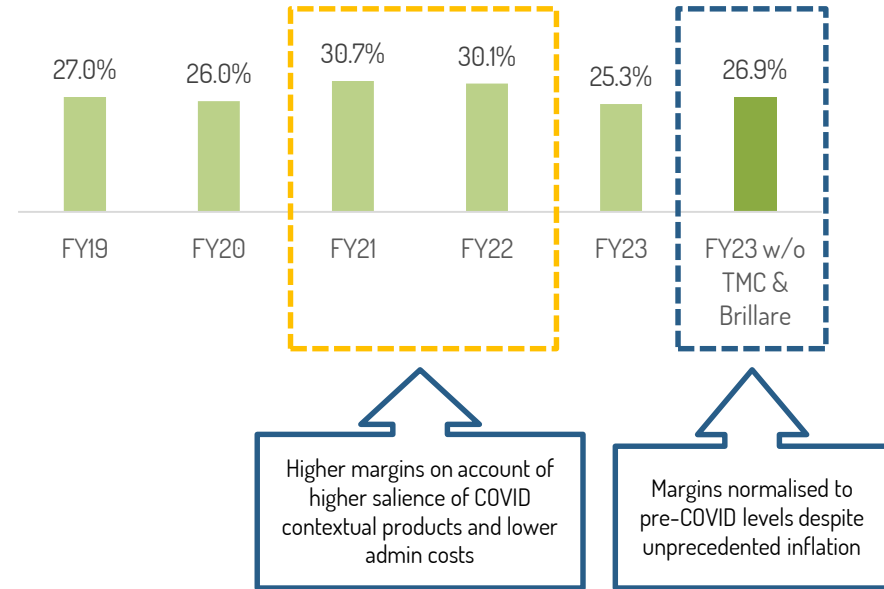 27.0%
26.0%
30.7%
30.1%
25.3%
26.9%
FY19
FY20
FY21
FY22
FY23
FY23 w/o
TMC &
Brillare
Higher margins on account of
higher salience of COVID
contextual products and lower
admin costs
Margins normalised to
pre-COVID levels despite
unprecedented inflation